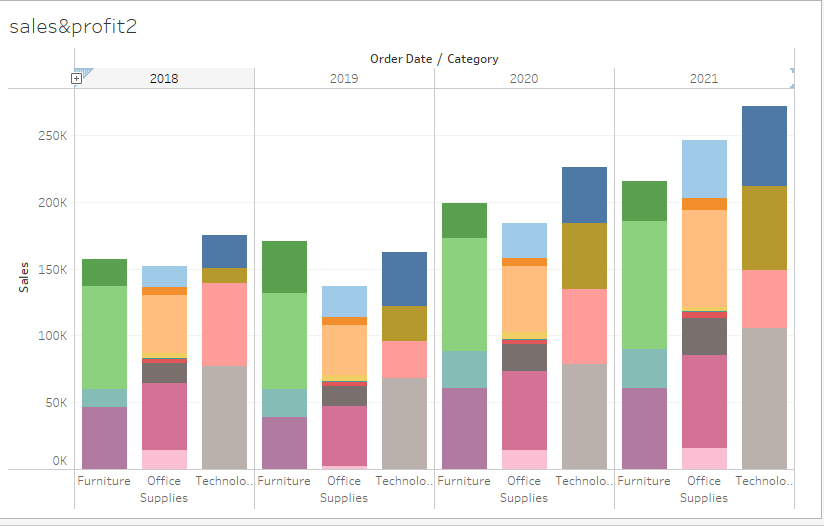 sales&profit2
Order Date / Category
2018 2019 2020 2021
250K
200K
150K
100K
50K
0K
Sales
Furniture Office Technolo.. Furniture Office Technolo.. Furniture Office Technolo.. Furniture Office Technolo..
Supplies Supplies Supplies Supplies